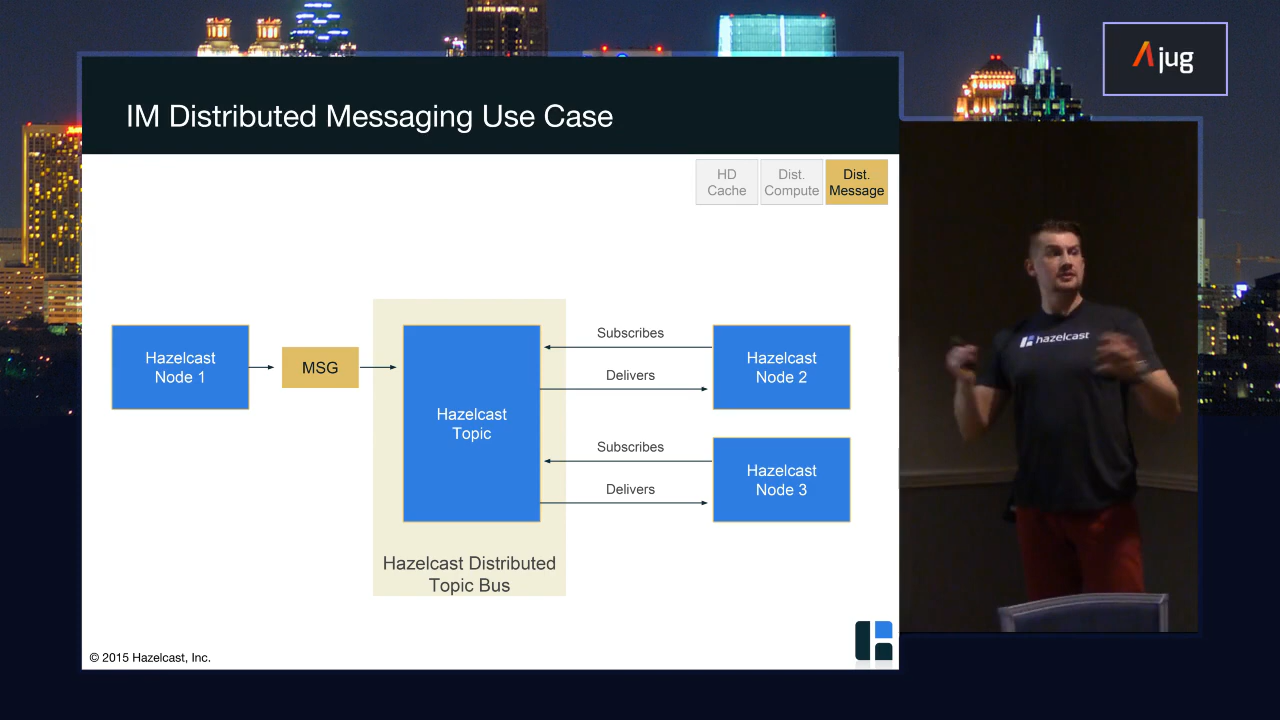 IM Distributed Messaging Use Case
Ajug
HD
Cache
Dist.
Compute
Dist.
Message
Hazelcast
Node 1
MSG
Hazelcast
Topic
Subscribes
Delivers
Hazelcast
Node 2
Subscribes
Delivers
Hazelcast
Node 3
Hazelcast Distributed
Topic Bus
© 2015 Hazelcast, Inc.
hazelcast